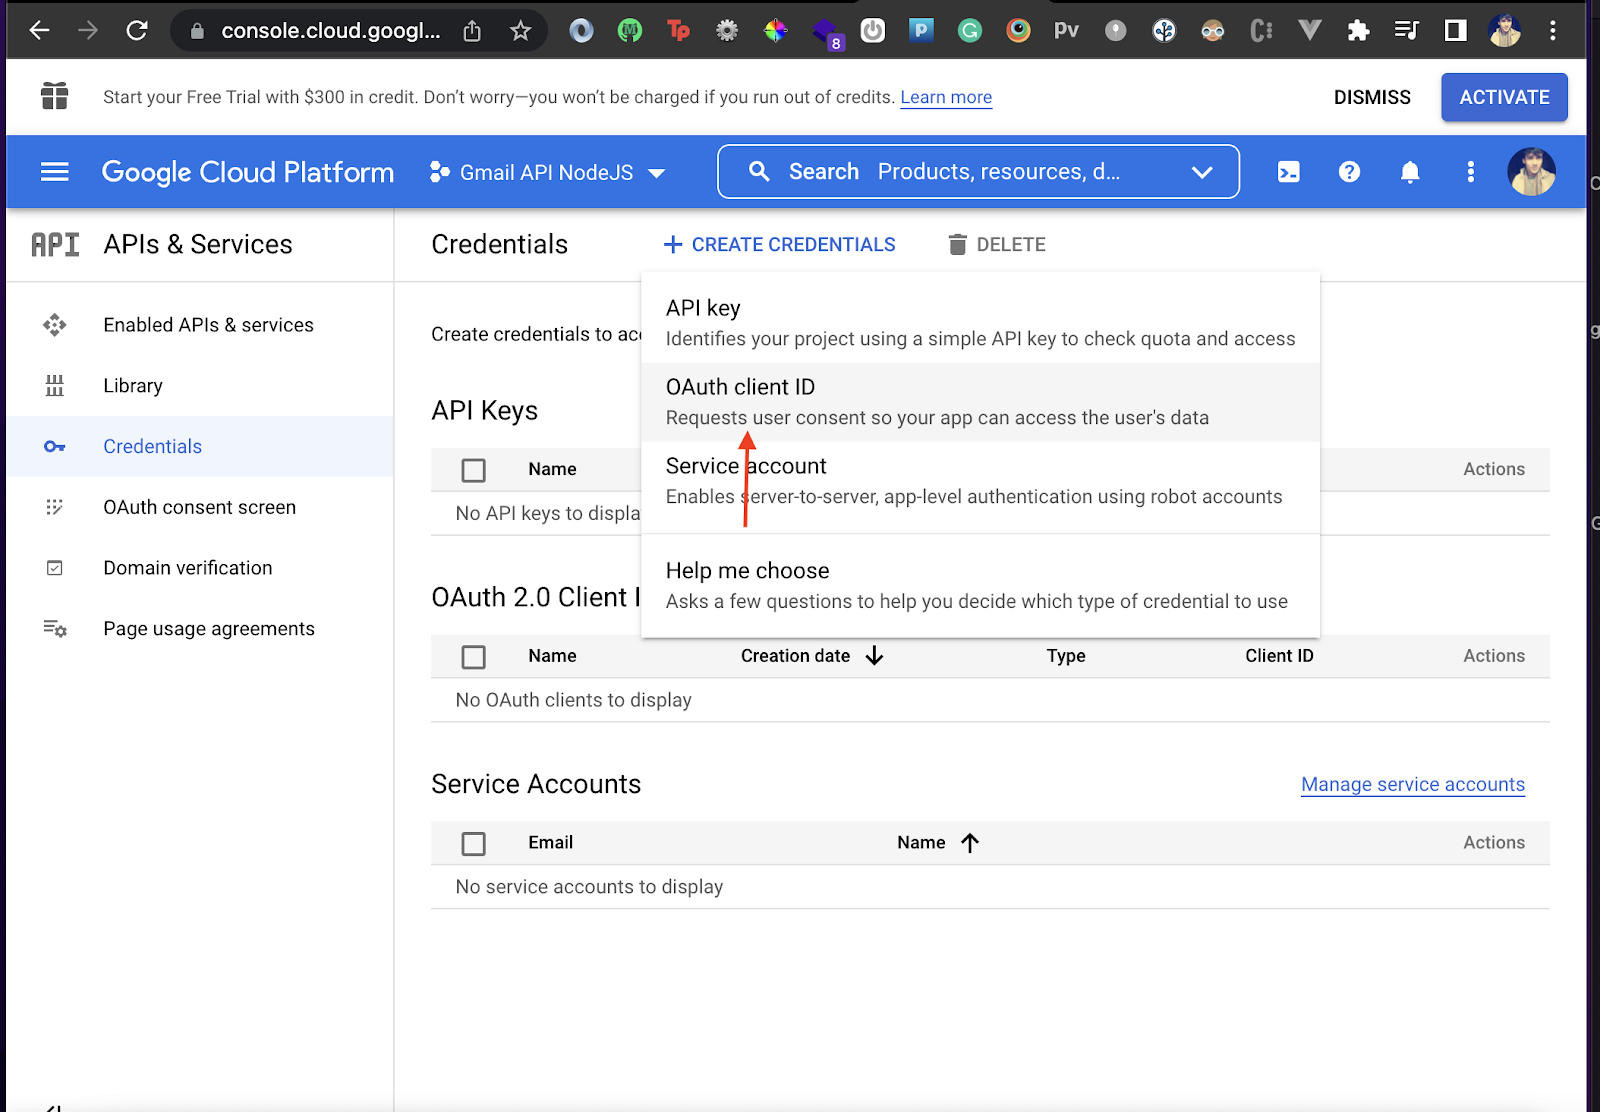 console.cloud.googl...
Tp
8
P
G
Pv
Start your Free Trial with $300 in credit. Don't worry—you won't be charged if you run out of credits. Learn more
DISMISS
ACTIVATE
Google Cloud Platform
Gmail API NodeJS
Search Products, resources, d...
API APIs & Services
Credentials
+ CREATE CREDENTIALS
DELETE
Enabled APIs & services
Library
Credentials
OAuth consent screen
Domain verification
Page usage agreements
Create credentials to acc
API key
Identifies your project using a simple API key to check quota and access
OAuth client ID
Requests user consent so your app can access the user's data
Service account
Enables server-to-server, app-level authentication using robot accounts
Help me choose
Asks a few questions to help you decide which type of credential to use
API Keys
Name
Actions
No API keys to displa
OAuth 2.0 Client I
Name Creation date Type Client ID Actions
No OAuth clients to display
Service Accounts
Manage service accounts
Email Name Actions
No service accounts to display